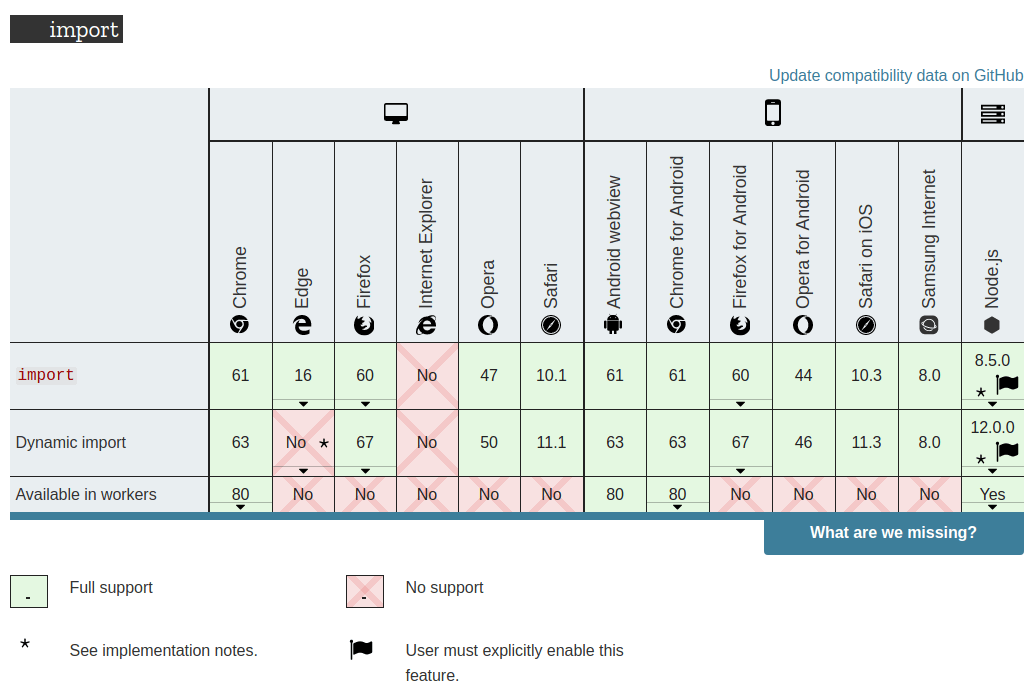 import
Update compatibility data on GitHub
Chrome Edge Firefox Internet Explorer Opera Safari Android webview Chrome for Android Firefox for Android Opera for Android Safari on iOS Samsung Internet Node.js
import 61 16 60 No 47 10.1 61 61 60 44 10.3 8.0 8.5.0 *
Dynamic import 63 No * 67 No 50 11.1 63 63 67 46 11.3 8.0 12.0.0 *
Available in workers 80 No No No No No 80 80 No No No No Yes
What are we missing?
- Full support - No support
* See implementation notes. User must explicitly enable this
feature.